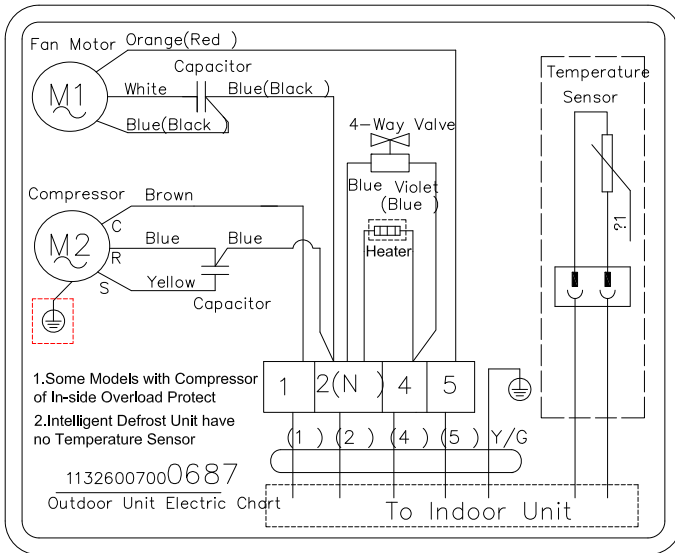 Orange(Red )
Fan Motor
Capacitor
M1
White
Blue(Black )
Blue(Black )
Temperature
Sensor
4-Way Valve
Blue Violet
(Blue )
Heater
?1
Compressor
Brown
C
M2
Blue
Blue
R
S
Yellow
Capacitor
1.Some Models with Compressor
of In-side Overload Protect
2.Intelligent Defrost Unit have
no Temperature Sensor
1 2(N ) 4 5
(1 ) (2 ) (4 ) (5 ) Y/G
11326007000687
Outdoor Unit Electric Chart
To Indoor Unit